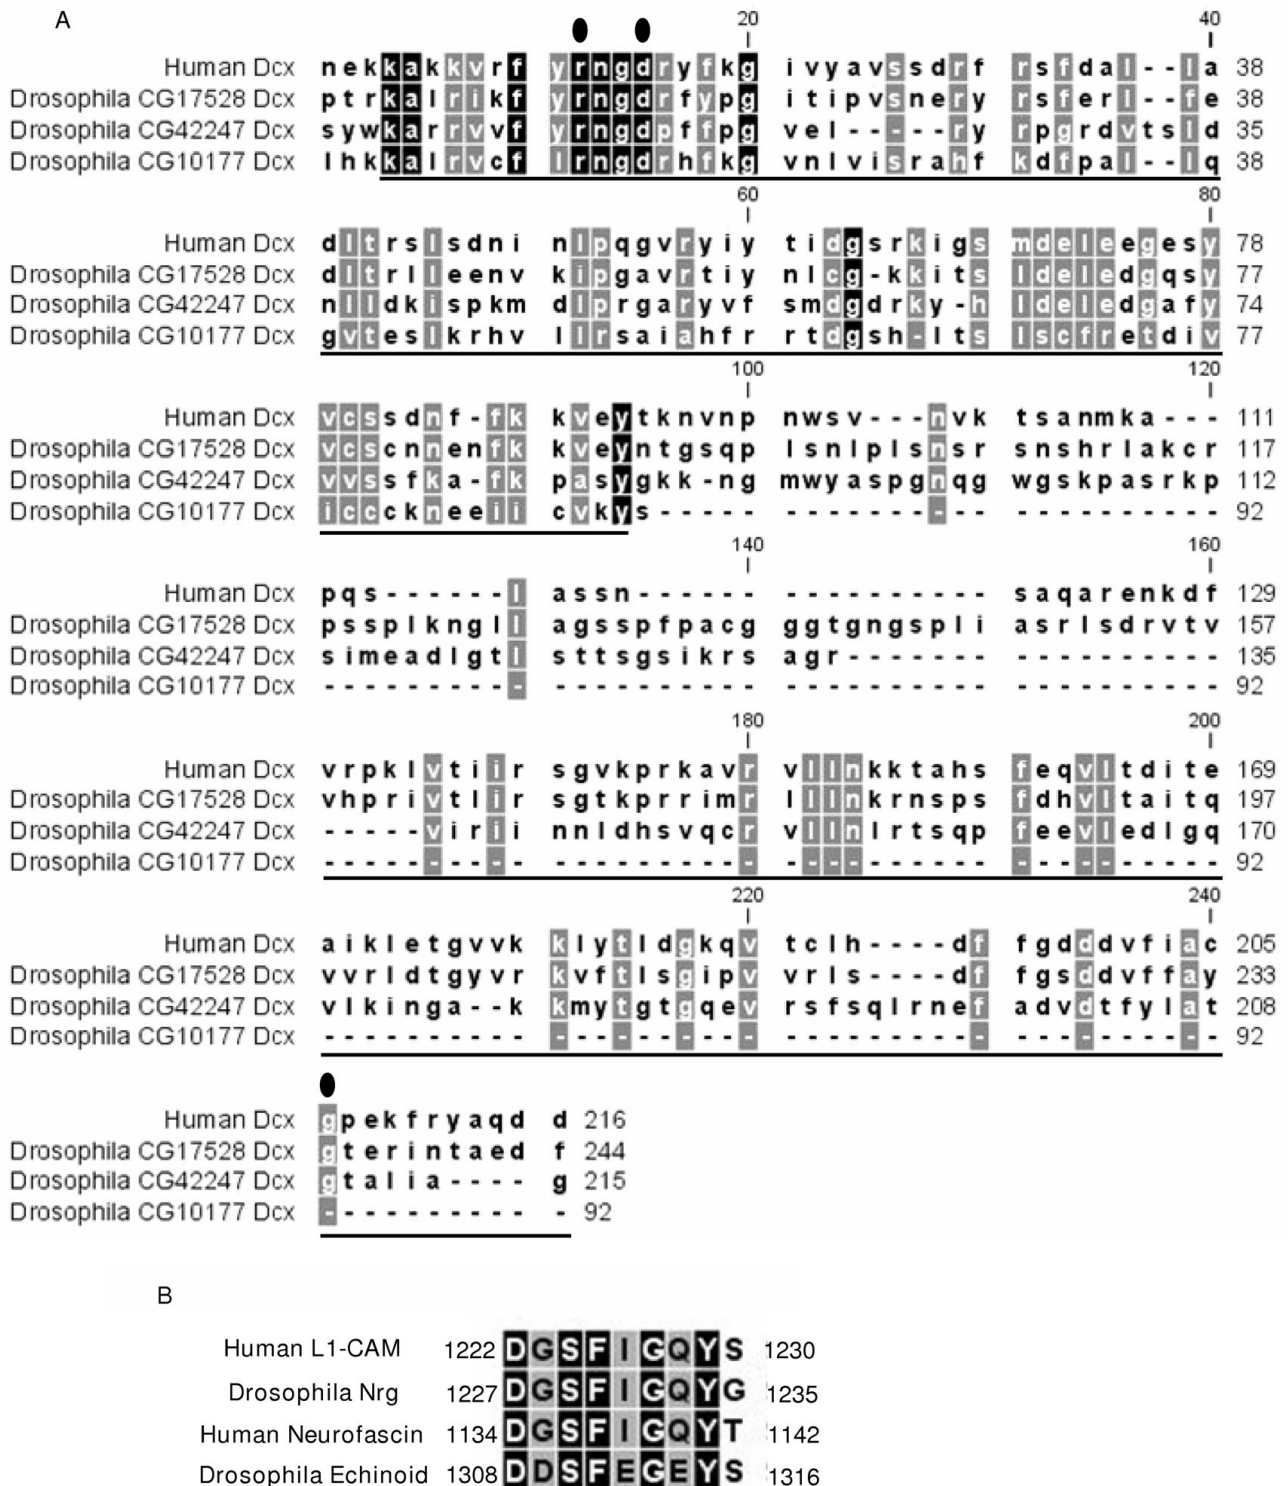 A
20 40
Human Dcx nekkakkvrf yrngdryfkg ivyavssdrf rsfdal--la 38
Drosophila CG17528 Dcx ptrkalrikf yrngdrfypg itipvsnery rsferl--fe 38
Drosophila CG42247 Dcx sywkarrvvf yrngdpffpg vel-----ry rpgrdvtsld 35
Drosophila CG10177 Dcx lhkkalrvcf lrngdrhfkg vnlvisrahf kdfpal--lq 38
60 80
Human Dcx dltrslsdni nlpqgvryiy tidgsrkigs mdeleegesy 78
Drosophila CG17528 Dcx dltrlleenv kipgavrtiy nlcg-kkits ldeledgqsy 77
Drosophila CG42247 Dcx nlldkispkm dlprgaryvf smdgdrky-h ldeledgafy 74
Drosophila CG10177 Dcx gvteslkrhv llrsaiahfr rtdgsh-lts lscfretdiv 77
100 120
Human Dcx vcssdnf-fk kveytknvnp nwsv---nvk tsanmka--- 111
Drosophila CG17528 Dcx vcscnnenfk kveyntgsqp lsnlplsnsr snshrlakcr 117
Drosophila CG42247 Dcx vvssfka-fk pasygkk-ng mwyaspgnqg wgskpasrkp 112
Drosophila CG10177 Dcx iccckneeii cvkys----- ---------- ---------- 92
140 160
Human Dcx pqs------l assn------ ---------- saqarenkdf 129
Drosophila CG17528 Dcx pssplkngll agsspfpacg ggtgngspli asrlsdrvtv 157
Drosophila CG42247 Dcx simeadlgtl sttsgsikrs agr------- ---------- 135
Drosophila CG10177 Dcx ---------- ---------- ---------- ---------- 92
180 200
Human Dcx vrpklvtiir sgvkprkavr vllnkktahs feqvltdite 169
Drosophila CG17528 Dcx vhprivtlir sgtkprrimr lllnkrnsps fdhvltaitq 197
Drosophila CG42247 Dcx -----virii nnldhsvqcr vllnlrtsqp feevledlgq 170
Drosophila CG10177 Dcx ---------- ---------- ---------- ---------- 92
220 240
Human Dcx aikletgvvk klytldgkqv tclh----df fgdddvfiac 205
Drosophila CG17528 Dcx vvrldtgyvr kvftlsgipv vrls----df fgsddvffay 233
Drosophila CG42247 Dcx vlkinga--k kmytgtgqev rsfsqlrnef advdtfylat 208
Drosophila CG10177 Dcx ---------- ---------- ---------- ---------- 92
Human Dcx gpekfryaqd d 216
Drosophila CG17528 Dcx gterintaed f 244
Drosophila CG42247 Dcx gtalia---- g 215
Drosophila CG10177 Dcx ---------- - 92
B
Human L1-CAM 1222 DGSFIGQYS 1230
Drosophila Nrg 1227 DGSFIGQYG 1235
Human Neurofascin 1134 DGSFIGQYT 1142
Drosophila Echinoid 1308 DDSFEGEYS 1316